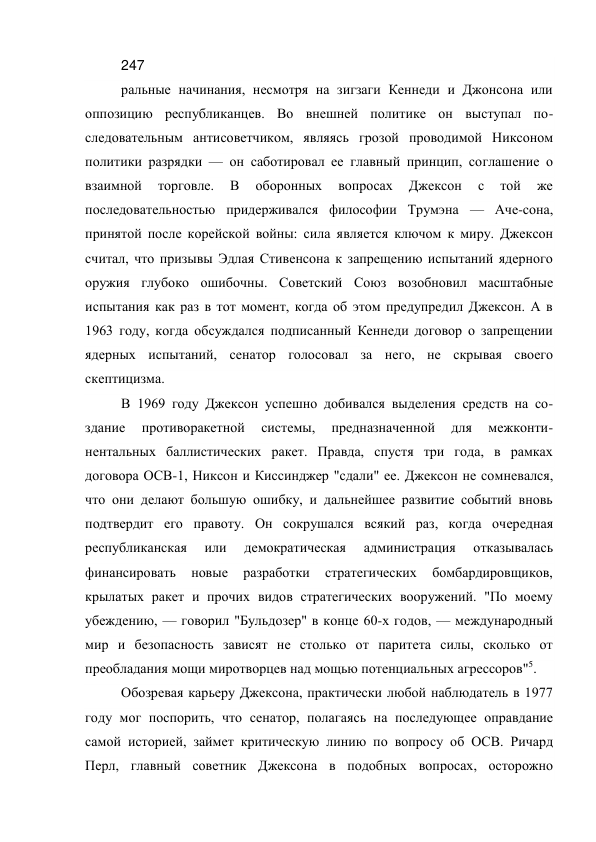 247
ральные начинания, несмотря на зигзаги Кеннеди и Джонсона или
оппозицию республиканцев. Во внешней политике он выступал по-
следовательным антисоветчиком, являясь грозой проводимой Никсоном
политики разрядки — он саботировал ее главный принцип, соглашение о
взаимной торговле. В оборонных вопросах Джексон с той же
последовательностью придерживался философии Трумэна — Аче-сона,
принятой после корейской войны: сила является ключом к миру. Джексон
считал, что призывы Эдлая Стивенсона к запрещению испытаний ядерного
оружия глубоко ошибочны. Советский Союз возобновил масштабные
испытания как раз в тот момент, когда об этом предупредил Джексон. А в
1963 году, когда обсуждался подписанный Кеннеди договор о запрещении
ядерных испытаний, сенатор голосовал за него, не скрывая своего
скептицизма.
В 1969 году Джексон успешно добивался выделения средств на со-
здание противоракетной системы, предназначенной для межконти-
нентальных баллистических ракет. Правда, спустя три года, в рамках
договора ОСВ-1, Никсон и Киссинджер "сдали" ее. Джексон не сомневался,
что они делают большую ошибку, и дальнейшее развитие событий вновь
подтвердит его правоту. Он сокрушался всякий раз, когда очередная
республиканская или демократическая администрация отказывалась
финансировать новые разработки стратегических бомбардировщиков,
крылатых ракет и прочих видов стратегических вооружений. "По моему
убеждению, — говорил "Бульдозер" в конце 60-х годов, — международный
мир и безопасность зависят не столько от паритета силы, сколько от
преобладания мощи миротворцев над мощью потенциальных агрессоров"⁵.
Обозревая карьеру Джексона, практически любой наблюдатель в 1977
году мог поспорить, что сенатор, полагаясь на последующее оправдание
самой историей, займет критическую линию по вопросу об ОСВ. Ричард
Перл, главный советник Джексона в подобных вопросах, осторожно